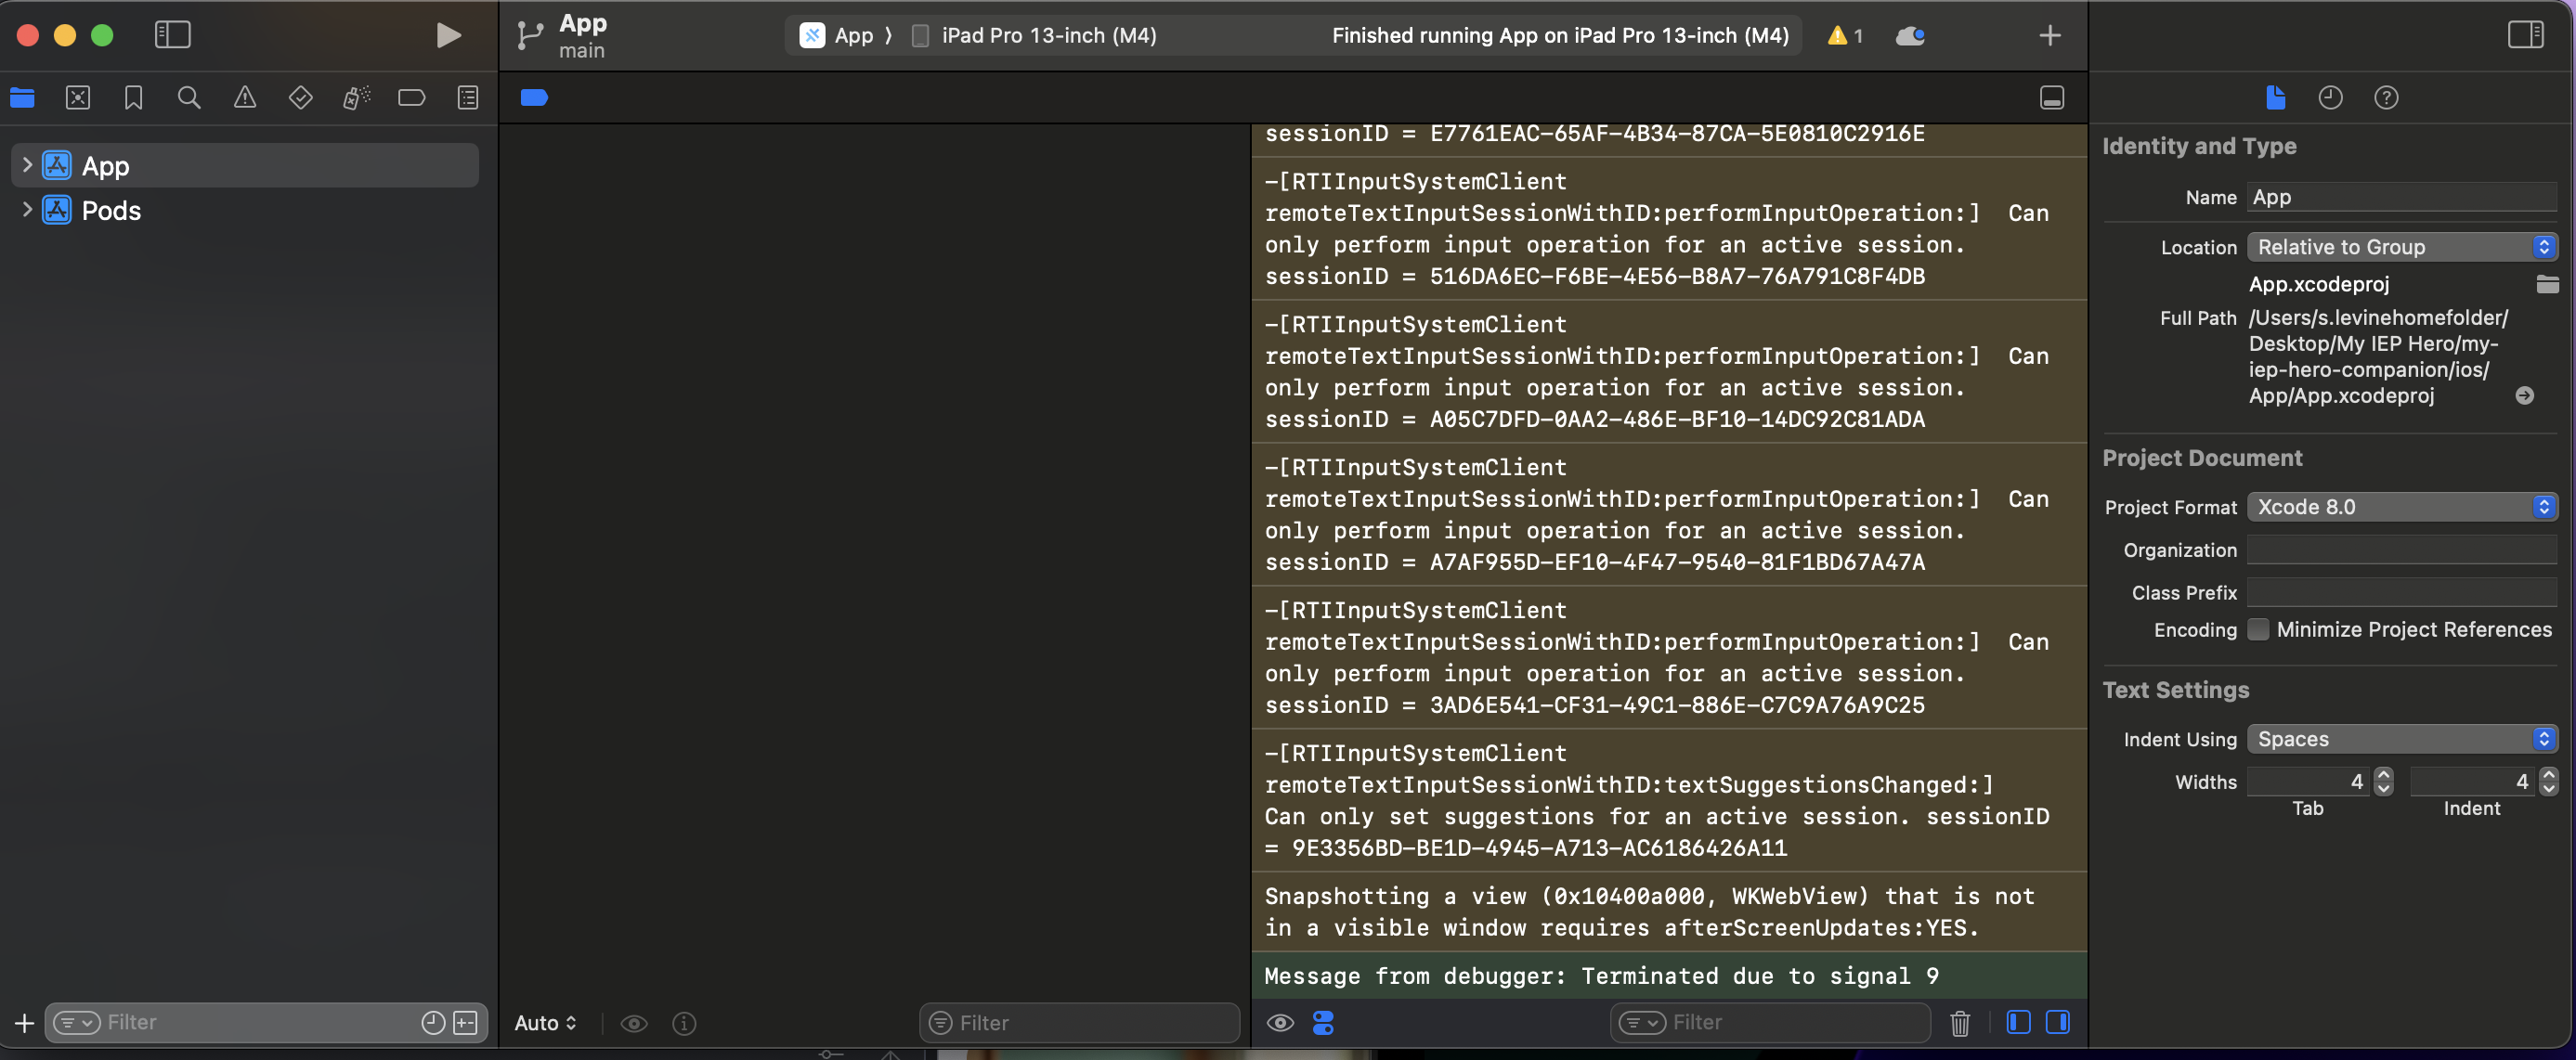 App
main
App
iPad Pro 13-inch (M4)
Finished running App on iPad Pro 13-inch (M4)
1
App
Pods
Filter
Auto
Filter
sessionID = E7761EAC-65AF-4B34-87CA-5E0810C2916E
-[RTIInputSystemClient
remoteTextInputSessionWithID:performInputOperation:]  Can
only perform input operation for an active session.
sessionID = 516DA6EC-F6BE-4E56-B8A7-76A791C8F4DB
-[RTIInputSystemClient
remoteTextInputSessionWithID:performInputOperation:]  Can
only perform input operation for an active session.
sessionID = A05C7DFD-0AA2-486E-BF10-14DC92C81ADA
-[RTIInputSystemClient
remoteTextInputSessionWithID:performInputOperation:]  Can
only perform input operation for an active session.
sessionID = A7AF955D-EF10-4F47-9540-81F1BD67A47A
-[RTIInputSystemClient
remoteTextInputSessionWithID:performInputOperation:]  Can
only perform input operation for an active session.
sessionID = 3AD6E541-CF31-49C1-886E-C7C9A76A9C25
-[RTIInputSystemClient
remoteTextInputSessionWithID:textSuggestionsChanged:]
Can only set suggestions for an active session. sessionID
= 9E3356BD-BE1D-4945-A713-AC6186426A11
Snapshotting a view (0x10400a000, WKWebView) that is not
in a visible window requires afterScreenUpdates:YES.
Message from debugger: Terminated due to signal 9
Filter
Identity and Type
Name App
Location Relative to Group
App.xcodeproj
Full Path /Users/s.levinehomefolder/
Desktop/My IEP Hero/my-
iep-hero-companion/ios/
App/App.xcodeproj
Project Document
Project Format Xcode 8.0
Organization
Class Prefix
Encoding Minimize Project References
Text Settings
Indent Using Spaces
Widths 4 4
Tab Indent